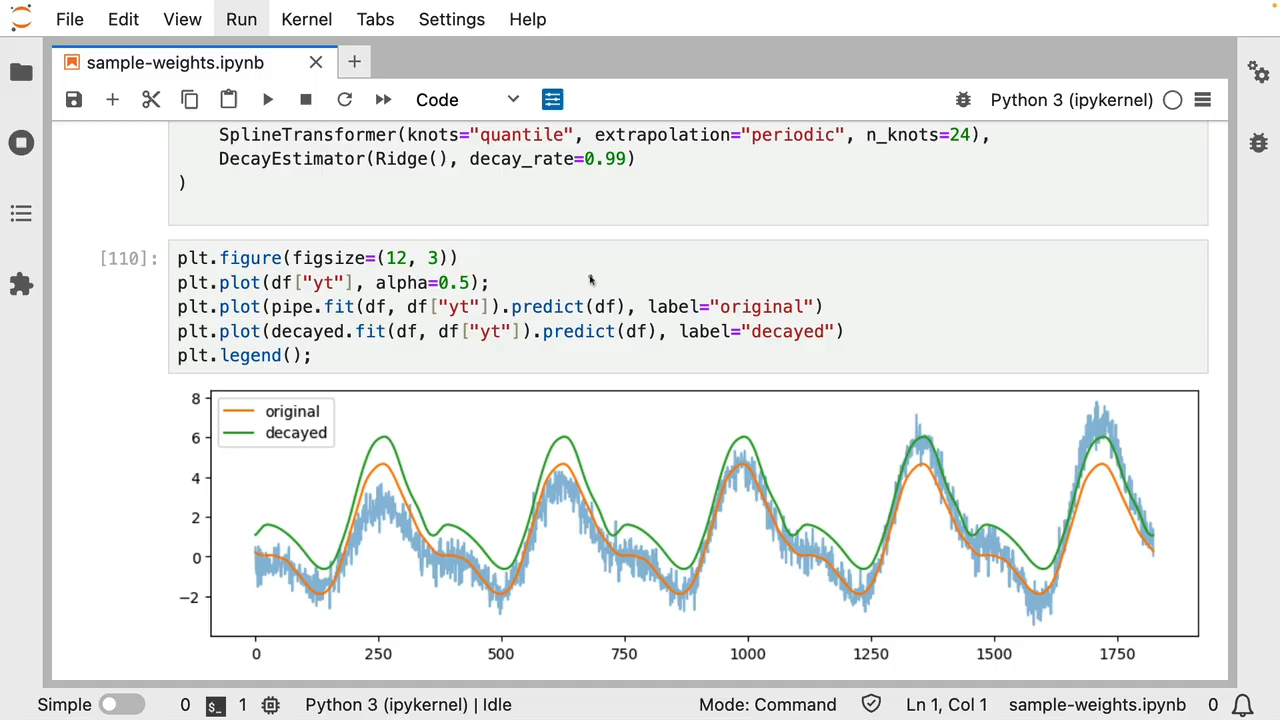 File Edit View Run Kernel Tabs Settings Help
sample-weights.ipynb
Code
Python 3 (ipykernel)
SplineTransformer(knots="quantile", extrapolation="periodic", n_knots=24),
DecayEstimator(Ridge(), decay_rate=0.99)
)
[110]:
plt.figure(figsize=(12, 3))
plt.plot(df["yt"], alpha=0.5);
plt.plot(pipe.fit(df, df["yt"]).predict(df), label="original")
plt.plot(decayed.fit(df, df["yt"]).predict(df), label="decayed")
plt.legend();
original
decayed
8
6
4
2
0
−2
0 250 500 750 1000 1250 1500 1750
Simple 0 $_ 1 Python 3 (ipykernel) | Idle Mode: Command Ln 1, Col 1 sample-weights.ipynb 0